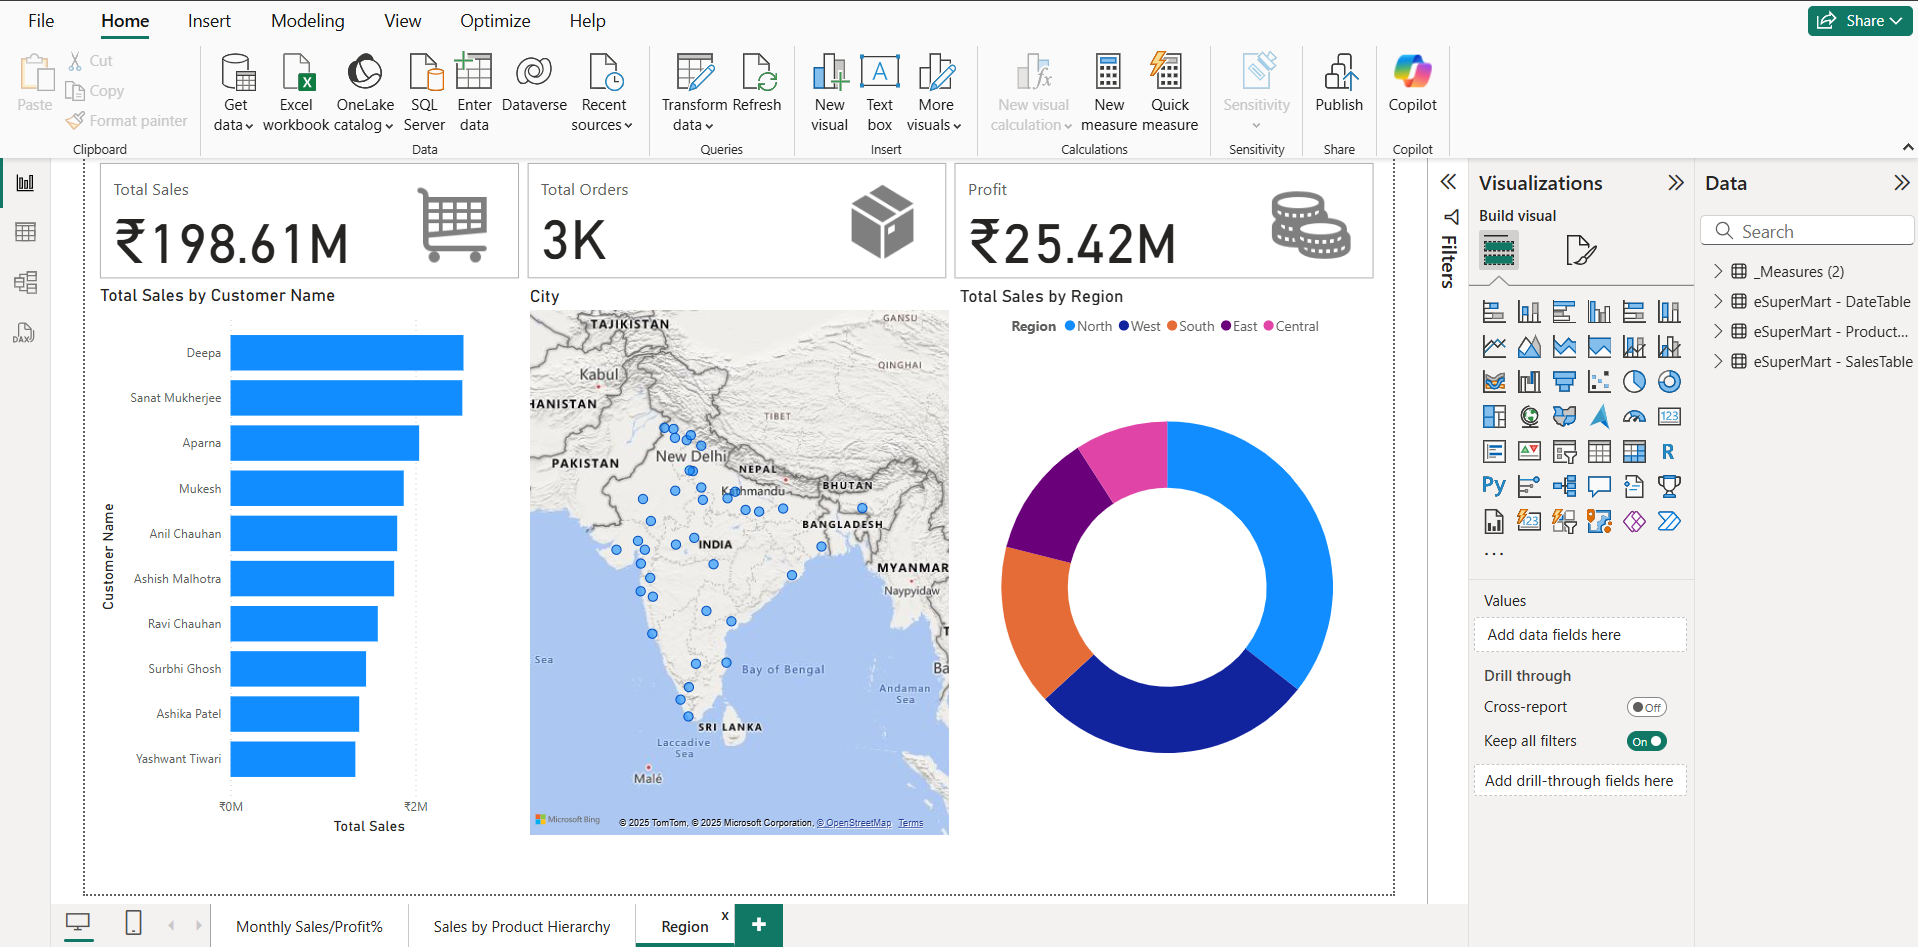 File Home Insert Modeling View Optimize Help Share
Paste
Cut
Copy
Format painter
Clipboard
Get data
Excel workbook
OneLake catalog
SQL Server
Enter data
Dataverse
Recent sources
Data
Transform data
Refresh
Queries
New visual
Text box
More visuals
Insert
New visual calculation
New measure
Quick measure
Calculations
Sensitivity
Sensitivity
Publish
Share
Copilot
Copilot
Total Sales
₹198.61M
Total Orders
3K
Profit
₹25.42M
Total Sales by Customer Name
Customer Name
Deepa
Sanat Mukherjee
Aparna
Mukesh
Anil Chauhan
Ashish Malhotra
Ravi Chauhan
Surbhi Ghosh
Ashika Patel
Yashwant Tiwari
₹0M ₹2M
Total Sales
City
TAJIKISTAN
GANSU
QINGHAI
Kabul
HANISTAN
TIBET
PAKISTAN
New Delhi
NEPAL
Kathmandu
BHUTAN
BANGLADESH
INDIA
MYANMAR
Naypyidaw
T
Sea
Bay of Bengal
Ba
Andaman
Sea
SRI LANKA
Laccadive
Sea
Malé
Microsoft Bing
© 2025 TomTom, © 2025 Microsoft Corporation, © OpenStreetMap Terms
Total Sales by Region
Region North West South East Central
Filters
Visualizations
Build visual
123
R
Py
123
...
Values
Add data fields here
Drill through
Cross-report Off
Keep all filters On
Add drill-through fields here
Data
Search
_Measures (2)
eSuperMart - DateTable
eSuperMart - Product...
eSuperMart - SalesTable
DAX
Monthly Sales/Profit% Sales by Product Hierarchy Region x +